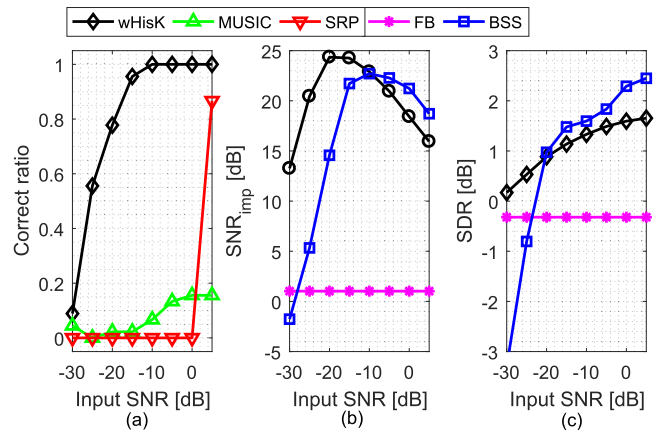 wHisK MUSIC SRP FB BSS
Correct ratio
1
0.8
0.6
0.4
0.2
0
-30 -20 -10 0
Input SNR [dB]
(a)
SNRimp [dB]
25
20
15
10
5
0
-5
-30 -20 -10 0
Input SNR [dB]
(b)
SDR [dB]
3
2
1
0
-1
-2
-3
-30 -20 -10 0
Input SNR [dB]
(c)